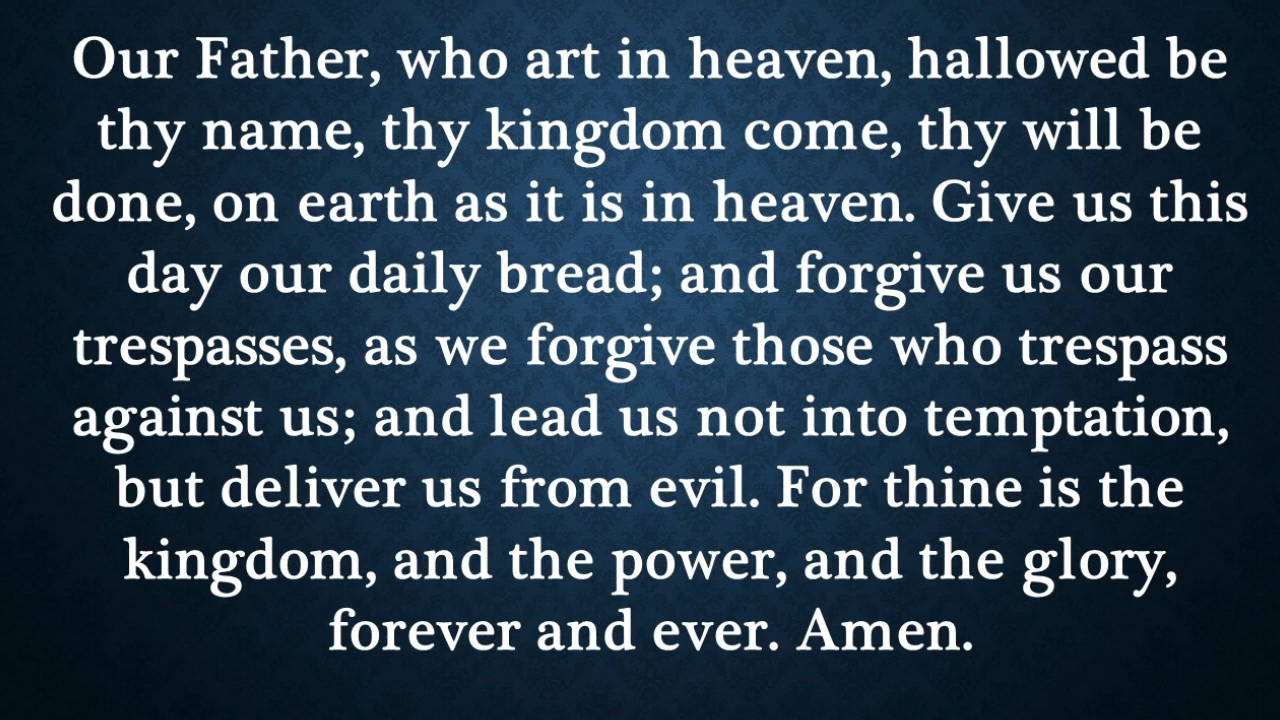 Our Father, who art in heaven, hallowed be
thy name, thy kingdom come, thy will be
done, on earth as it is in heaven. Give us this
day our daily bread; and forgive us our
trespasses, as we forgive those who trespass
against us; and lead us not into temptation,
but deliver us from evil. For thine is the
kingdom, and the power, and the glory,
forever and ever. Amen.